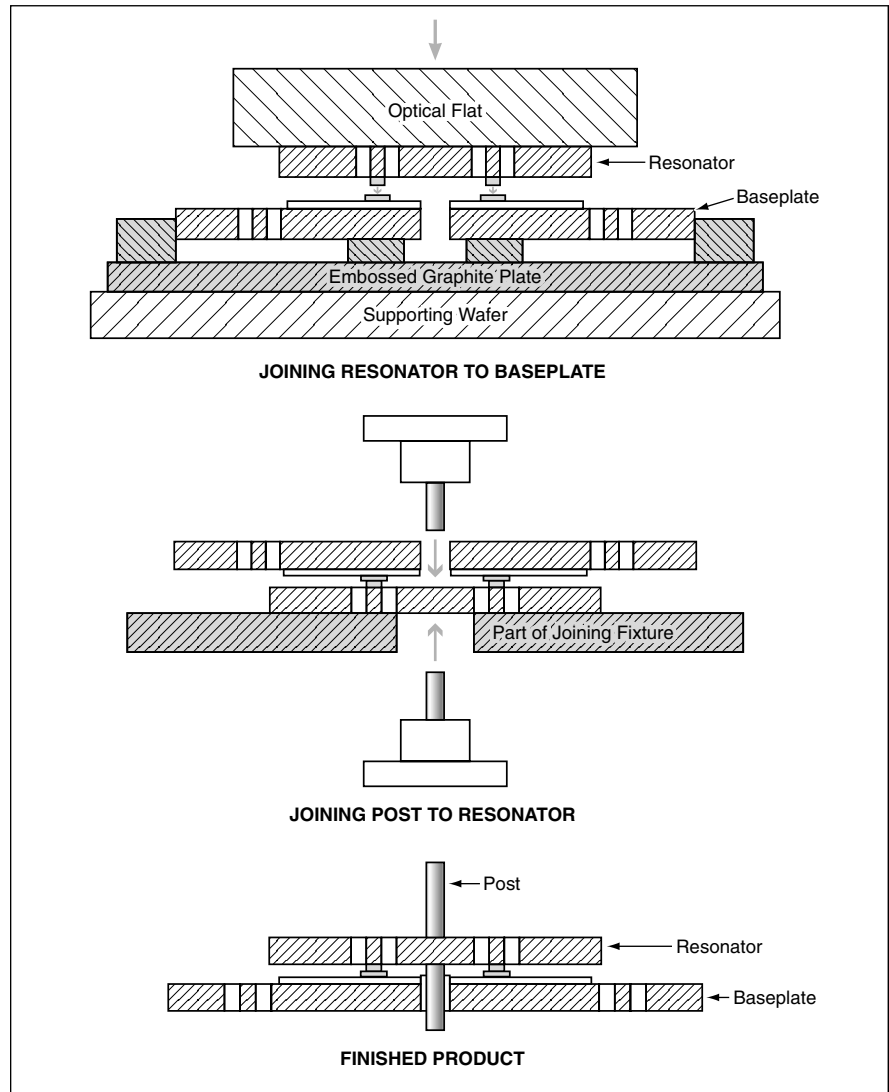 Optical Flat
Resonator
Baseplate
Embossed Graphite Plate
Supporting Wafer
JOINING RESONATOR TO BASEPLATE
Part of Joining Fixture
JOINING POST TO RESONATOR
Post
Resonator
Baseplate
FINISHED PRODUCT